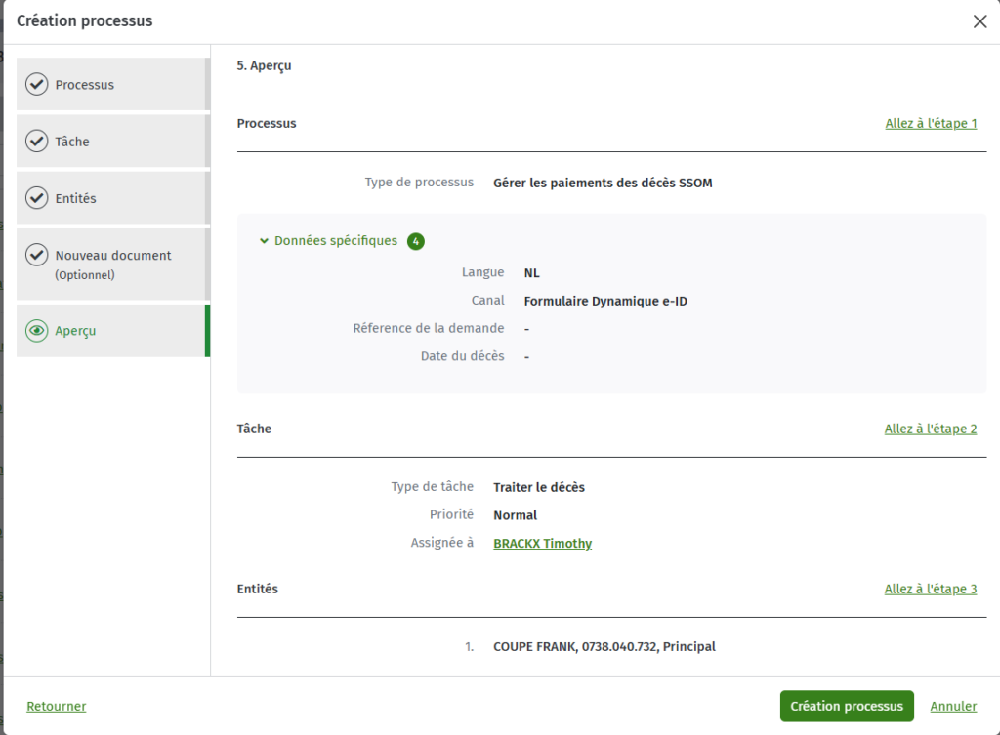 Création processus
Processus
Tâche
Entités
Nouveau document
(Optionnel)
Aperçu
5. Aperçu
Processus
Allez à l'étape 1
Type de processus Gérer les paiements des décès SSOM
Données spécifiques 4
Langue NL
Canal Formulaire Dynamique e-ID
Réference de la demande -
Date du décès -
Tâche
Allez à l'étape 2
Type de tâche Traiter le décès
Priorité Normal
Assignée à BRACKX Timothy
Entités
Allez à l'étape 3
1. COUPE FRANK, 0738.040.732, Principal
Retourner
Création processus
Annuler